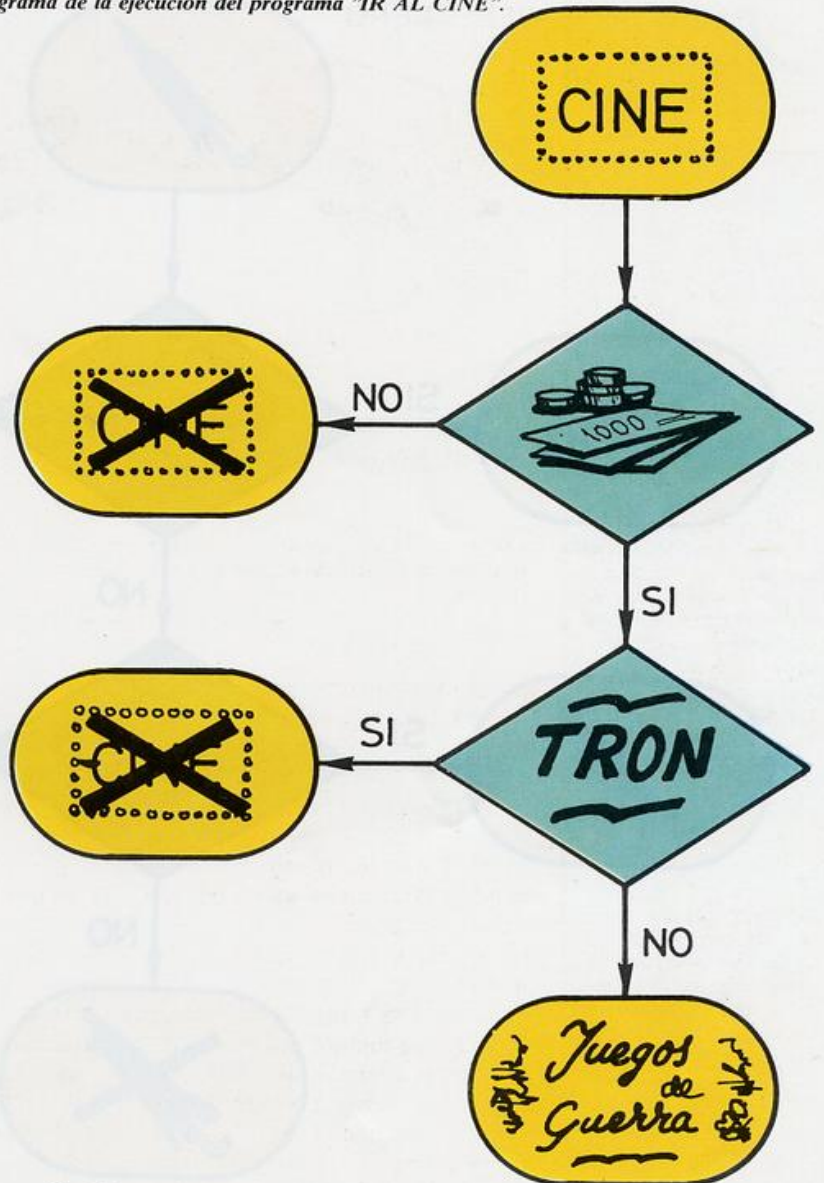 grama de la ejecución del programa "IR AL CINE".
CINE
NO
1000
SI
SI
TRON
NO
Juegos
de
Guerra